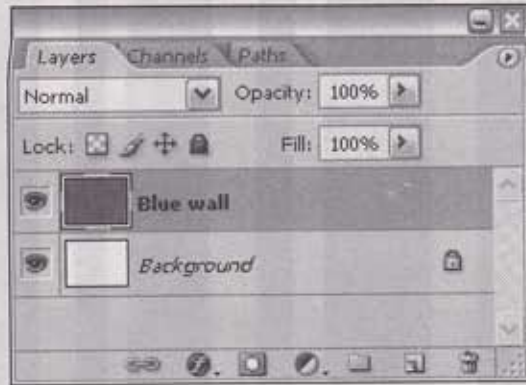 Layers Channels Paths
Normal Opacity: 100%
Lock: Fill: 100%
Blue wall
Background